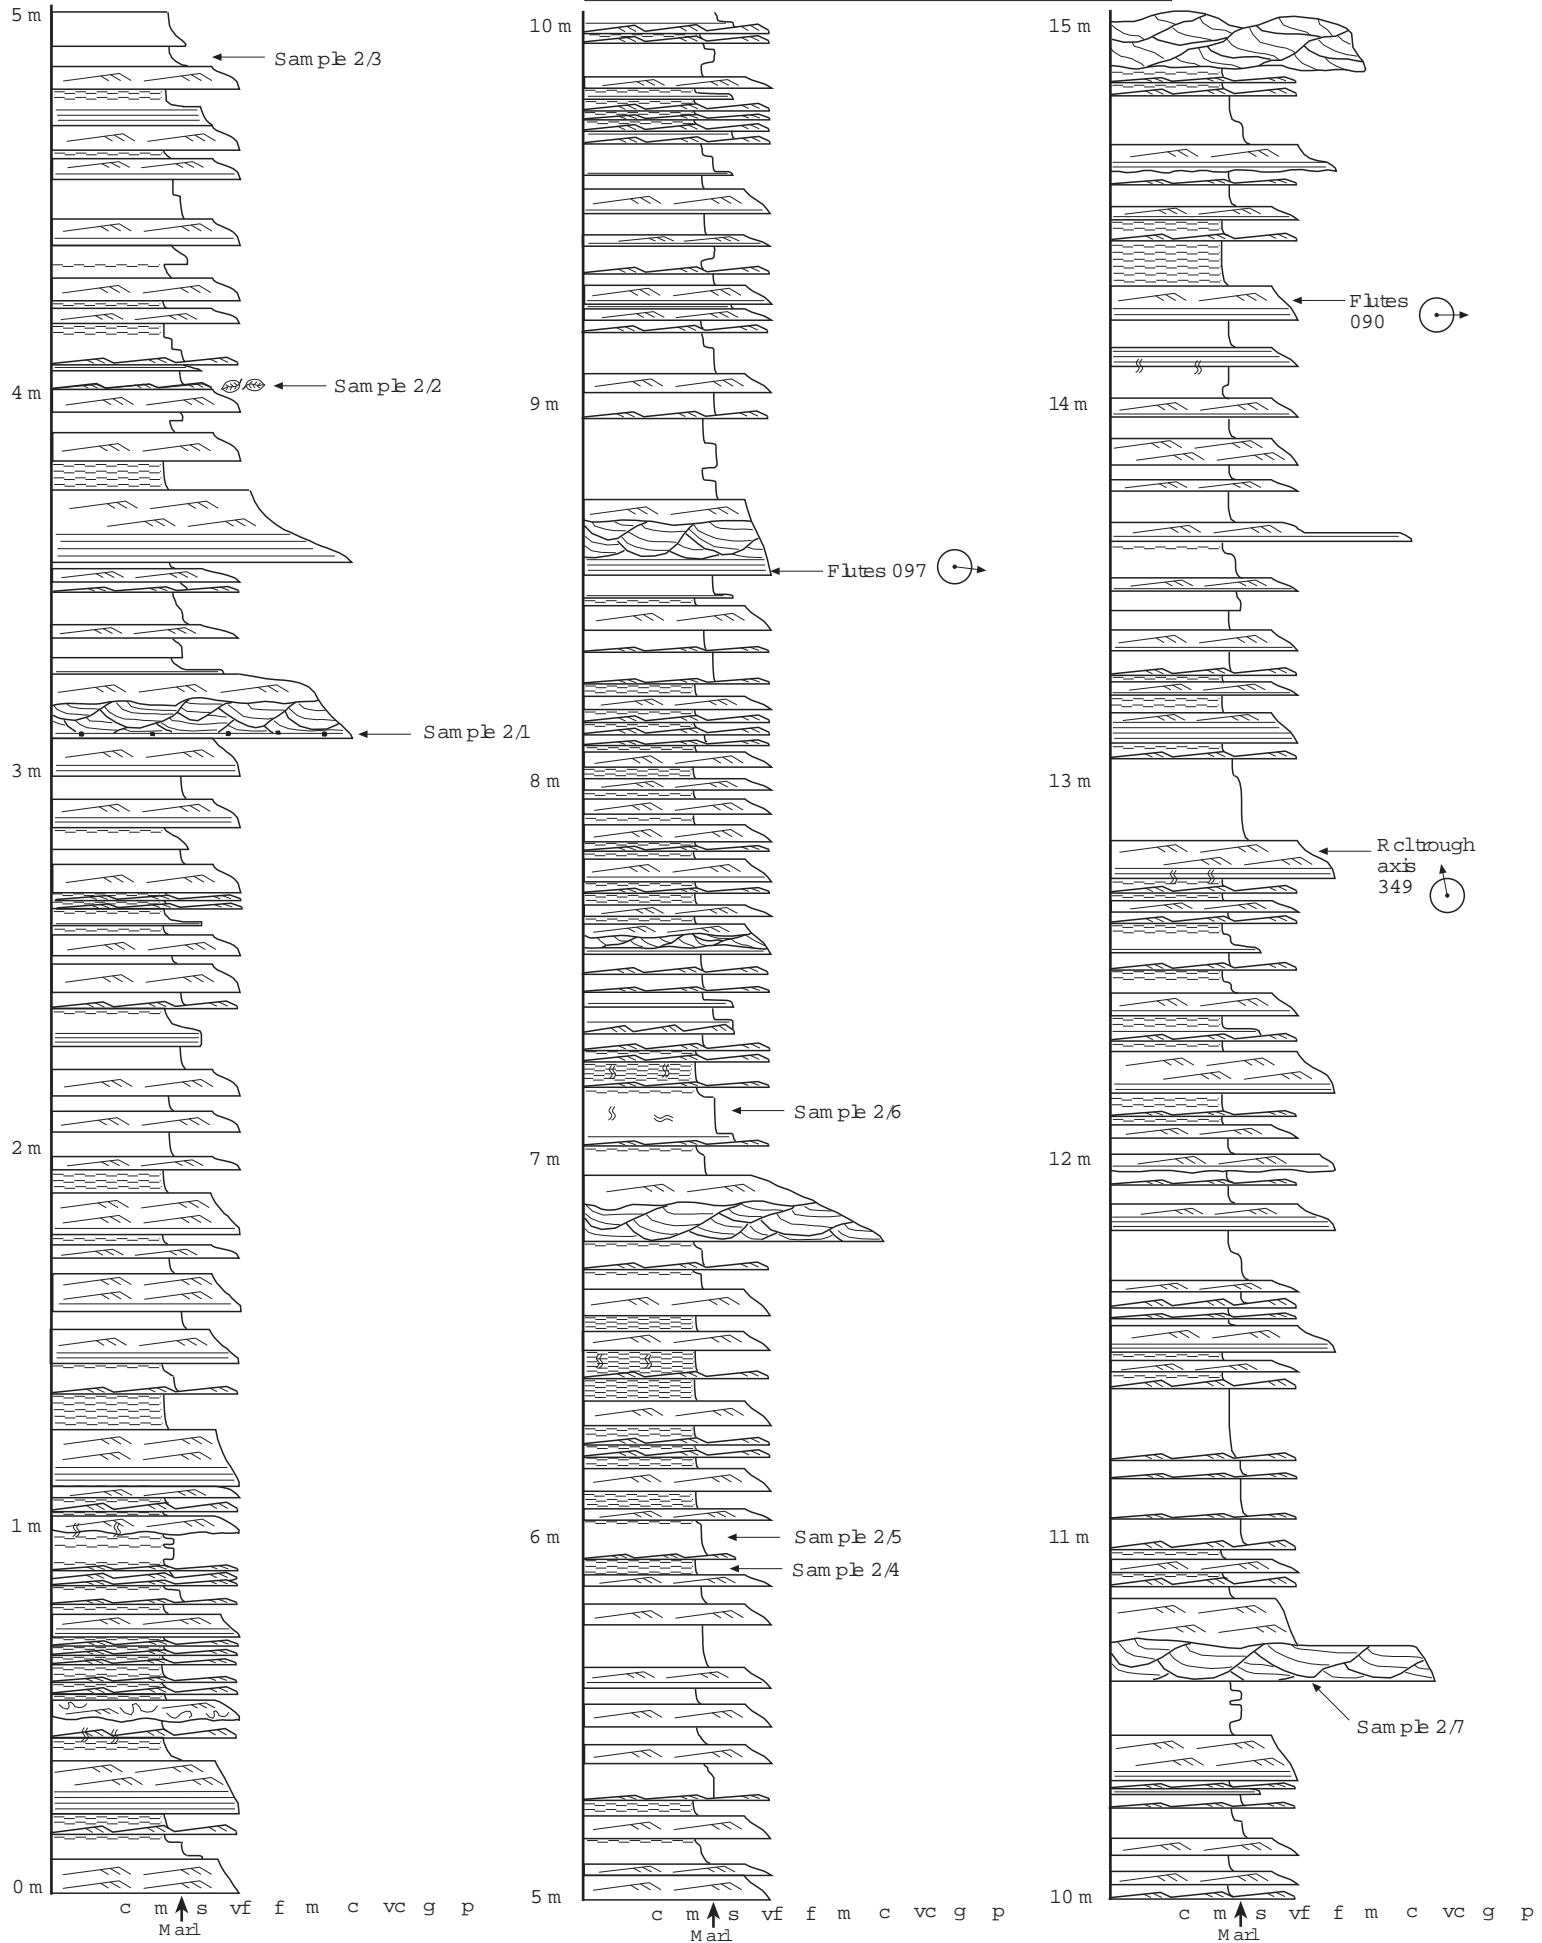 5 m
Sample 2/3
4 m
Sample 2/2
Sample 2/1
3 m
2 m
1 m
0 m
c m s vf f m c vc g p
Marl
10 m
9 m
Flutes 097
8 m
Sample 2/6
7 m
Sample 2/5
6 m
Sample 2/4
5 m
c m s vf f m c vc g p
Marl
15 m
Flutes
090
14 m
13 m
Rcl trough
axis
349
12 m
11 m
Sample 2/7
10 m
c m s vf f m c vc g p
Marl